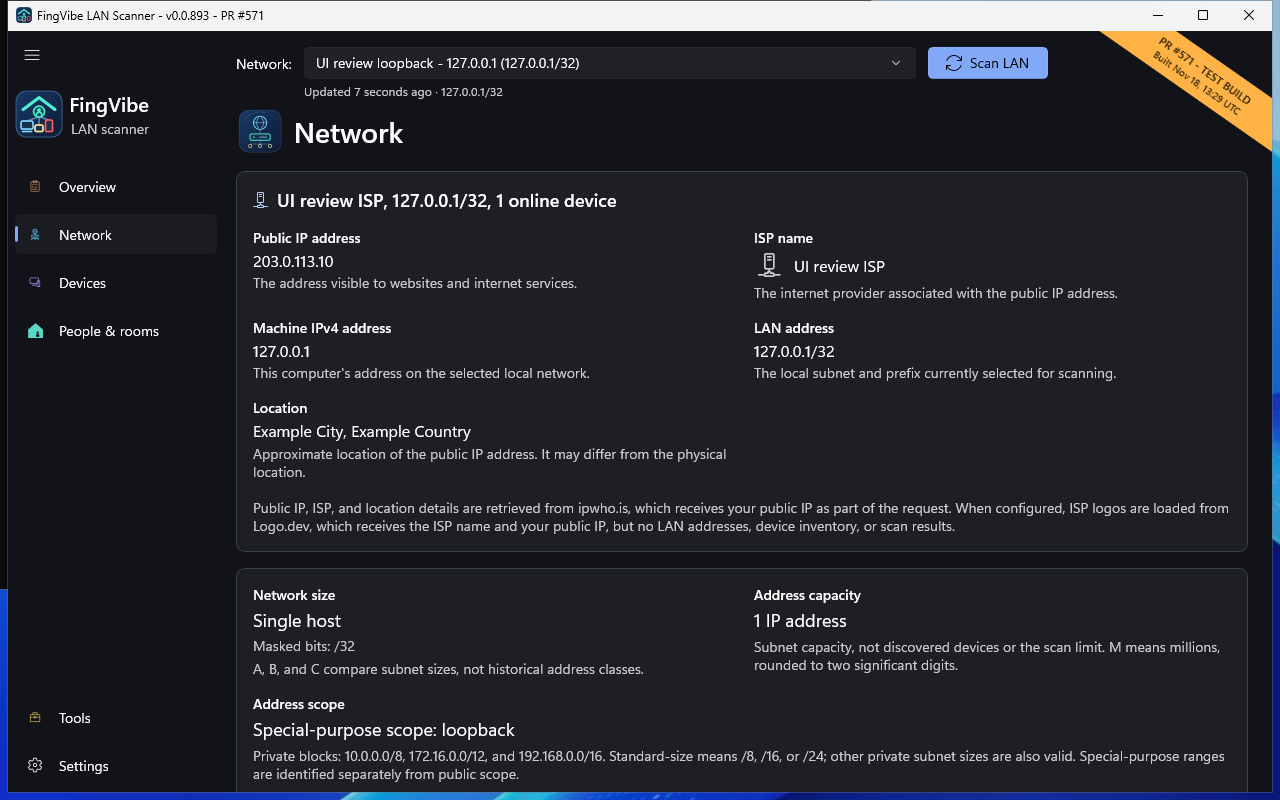 FingVibe LAN Scanner - v0.0.893 - PR #571
Network:
UI review loopback - 127.0.0.1 (127.0.0.1/32)
Scan LAN
Updated 7 seconds ago · 127.0.0.1/32
PR #571 - TEST BUILD
Built Nov 18, 13:29 UTC
FingVibe
LAN scanner
Overview
Network
Devices
People & rooms
Tools
Settings
Network
UI review ISP, 127.0.0.1/32, 1 online device
Public IP address
203.0.113.10
The address visible to websites and internet services.
ISP name
UI review ISP
The internet provider associated with the public IP address.
Machine IPv4 address
127.0.0.1
This computer's address on the selected local network.
LAN address
127.0.0.1/32
The local subnet and prefix currently selected for scanning.
Location
Example City, Example Country
Approximate location of the public IP address. It may differ from the physical
location.
Public IP, ISP, and location details are retrieved from ipwho.is, which receives your public IP as part of the request. When configured, ISP logos are loaded from
Logo.dev, which receives the ISP name and your public IP, but no LAN addresses, device inventory, or scan results.
Network size
Single host
Masked bits: /32
A, B, and C compare subnet sizes, not historical address classes.
Address capacity
1 IP address
Subnet capacity, not discovered devices or the scan limit. M means millions,
rounded to two significant digits.
Address scope
Special-purpose scope: loopback
Private blocks: 10.0.0.0/8, 172.16.0.0/12, and 192.168.0.0/16. Standard-size means /8, /16, or /24; other private subnet sizes are also valid. Special-purpose ranges
are identified separately from public scope.